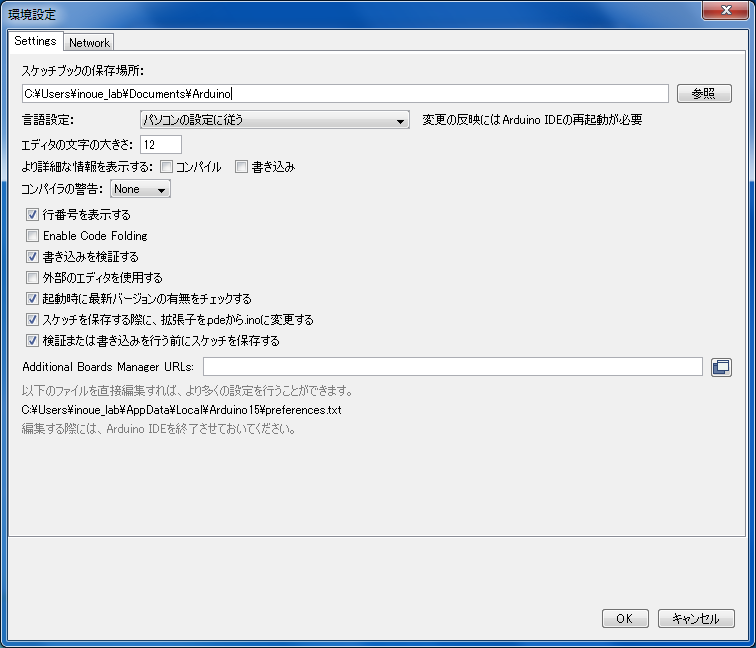 環境設定
Settings
Network
スケッチブックの保存場所:
C:¥Users¥inoue_lab¥Documents¥Arduino
参照
言語設定: パソコンの設定に従う 変更の反映にはArduino IDEの再起動が必要
エディタの文字の大きさ: 12
より詳細な情報を表示する: コンパイル 書き込み
コンパイラの警告: None
行番号を表示する
Enable Code Folding
書き込みを検証する
外部のエディタを使用する
起動時に最新バージョンの有無をチェックする
スケッチを保存する際に、拡張子をpdeから.inoに変更する
検証または書き込みを行う前にスケッチを保存する
Additional Boards Manager URLs:
以下のファイルを直接編集すれば、より多くの設定を行うことができます。
C:¥Users¥inoue_lab¥AppData¥Local¥Arduino15¥preferences.txt
編集する際には、Arduino IDEを終了させておいてください。
OK
キャンセル